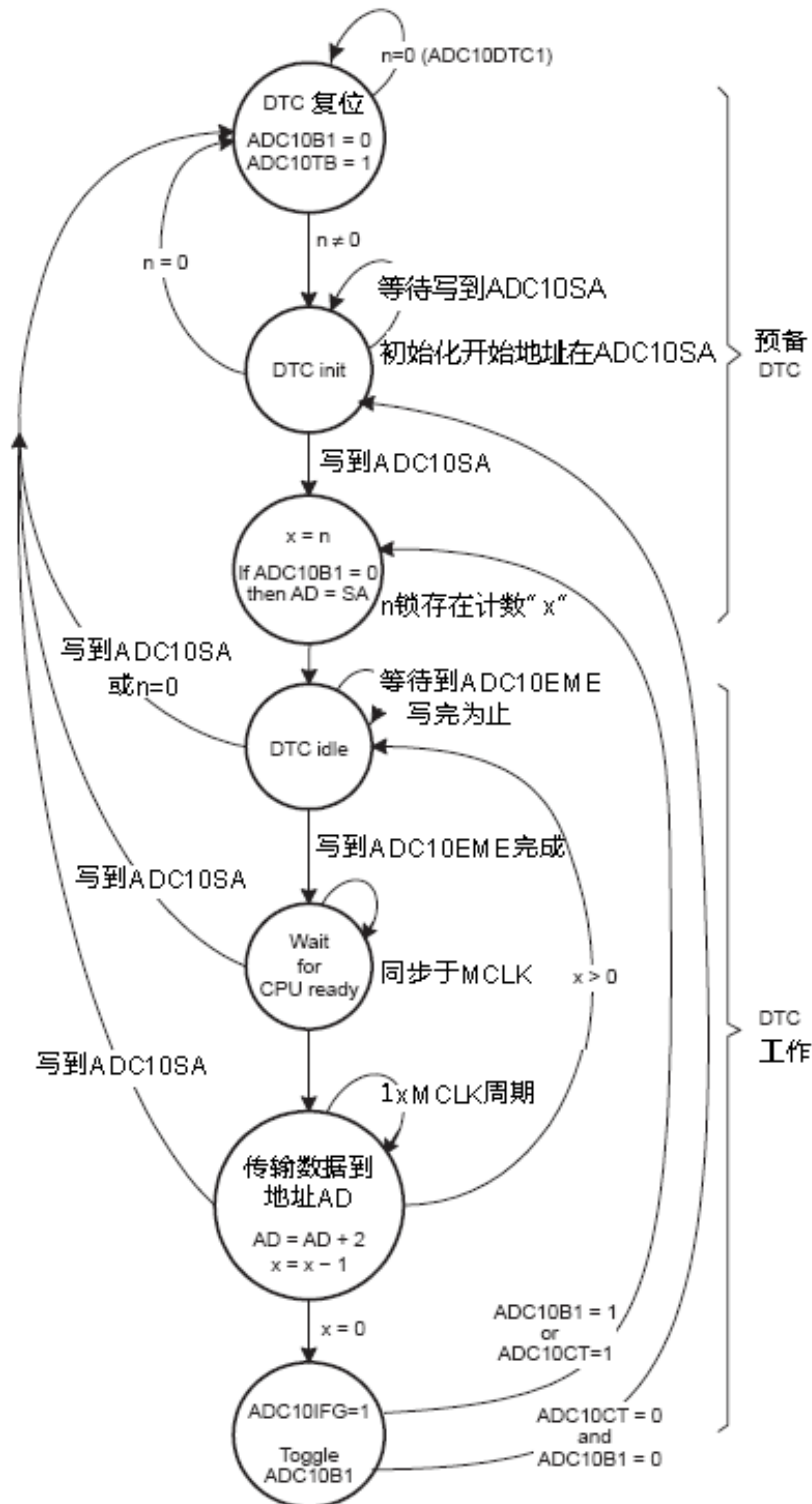 n=0 (ADC10DTC1)
DTC 复位
ADC10B1 = 0
ADC10TB = 1
n = 0
n ≠ 0
等待写到ADC10SA
DTC init
初始化开始地址在ADC10SA
预备
DTC
写到ADC10SA
x = n
If ADC10B1 = 0
then AD = SA
n锁存在计数“x“
写到ADC10SA
或n=0
等待到ADC10EME
写完为止
DTC idle
写到ADC10EME完成
写到ADC10SA
Wait
for
CPU ready
同步于MCLK
x > 0
DTC
工作
写到ADC10SA
1xMCLK周期
传输数据到
地址AD
AD = AD + 2
x = x − 1
x = 0
ADC10B1 = 1
or
ADC10CT=1
ADC10IFG=1
Toggle
ADC10B1
ADC10CT = 0
and
ADC10B1 = 0